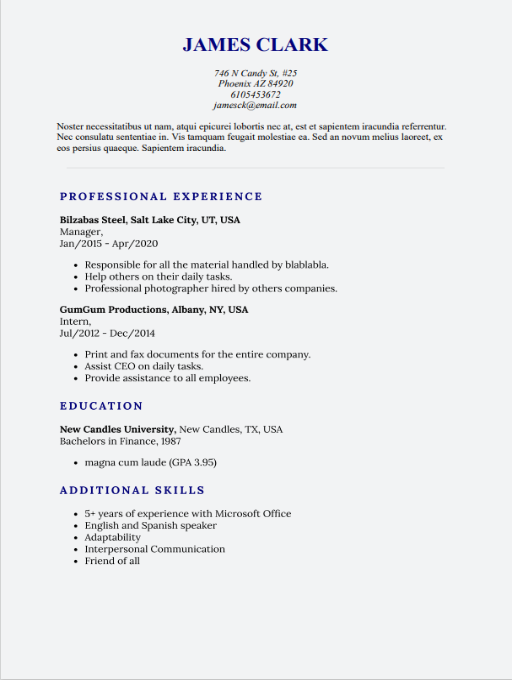 JAMES CLARK
746 N Candy St, #25
Phoenix AZ 84920
6105453672
jamesck@email.com
Noster necessitatibus ut nam, atqui epicurei lobortis nec at, est et sapientem iracundia referrentur.
Nec consulatu sententiae in. Vis tamquam feugait molestiae ea. Sed an novum melius laoreet, ex
eos persius quaeque. Sapientem iracundia.
PROFESSIONAL EXPERIENCE
Bilzabas Steel, Salt Lake City, UT, USA
Manager,
Jan/2015 - Apr/2020
• Responsible for all the material handled by blablabla.
• Help others on their daily tasks.
• Professional photographer hired by others companies.
GumGum Productions, Albany, NY, USA
Intern,
Jul/2012 - Dec/2014
• Print and fax documents for the entire company.
• Assist CEO on daily tasks.
• Provide assistance to all employees.
EDUCATION
New Candles University, New Candles, TX, USA
Bachelors in Finance, 1987
• magna cum laude (GPA 3.95)
ADDITIONAL SKILLS
• 5+ years of experience with Microsoft Office
• English and Spanish speaker
• Adaptability
• Interpersonal Communication
• Friend of all